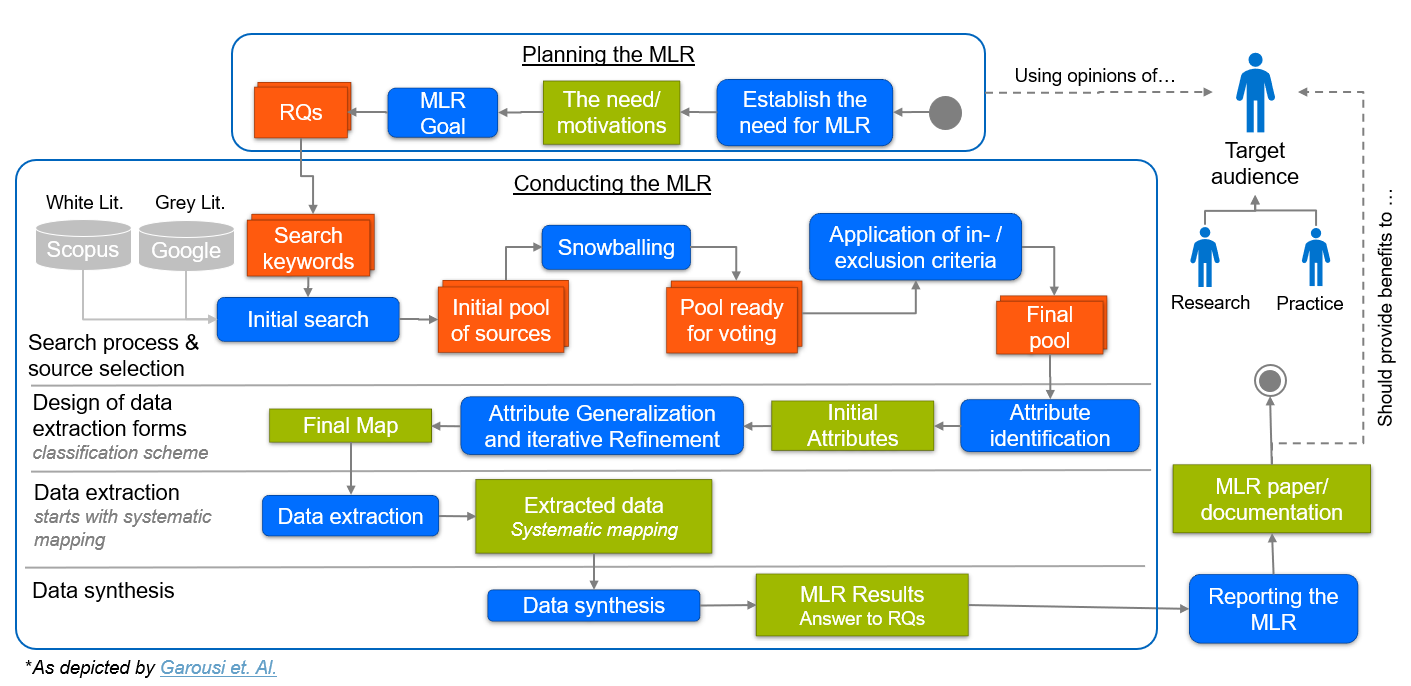 Planning the MLR
RQs
MLR
Goal
The need/
motivations
Establish the
need for MLR
Using opinions of…
Target
audience
Research
Practice
Should provide benefits to …
Conducting the MLR
White Lit.
Grey Lit.
Scopus
Google
Search
keywords
Initial search
Initial pool
of sources
Snowballing
Pool ready
for voting
Application of in- /
exclusion criteria
Final
pool
Search process &
source selection
Design of data
extraction forms
classification scheme
Final Map
Attribute Generalization
and iterative Refinement
Initial
Attributes
Attribute
identification
Data extraction
starts with systematic
mapping
Data extraction
Extracted data
Systematic mapping
Data synthesis
Data synthesis
MLR Results
Answer to RQs
Reporting the
MLR
MLR paper/
documentation
*As depicted by Garousi et. Al.